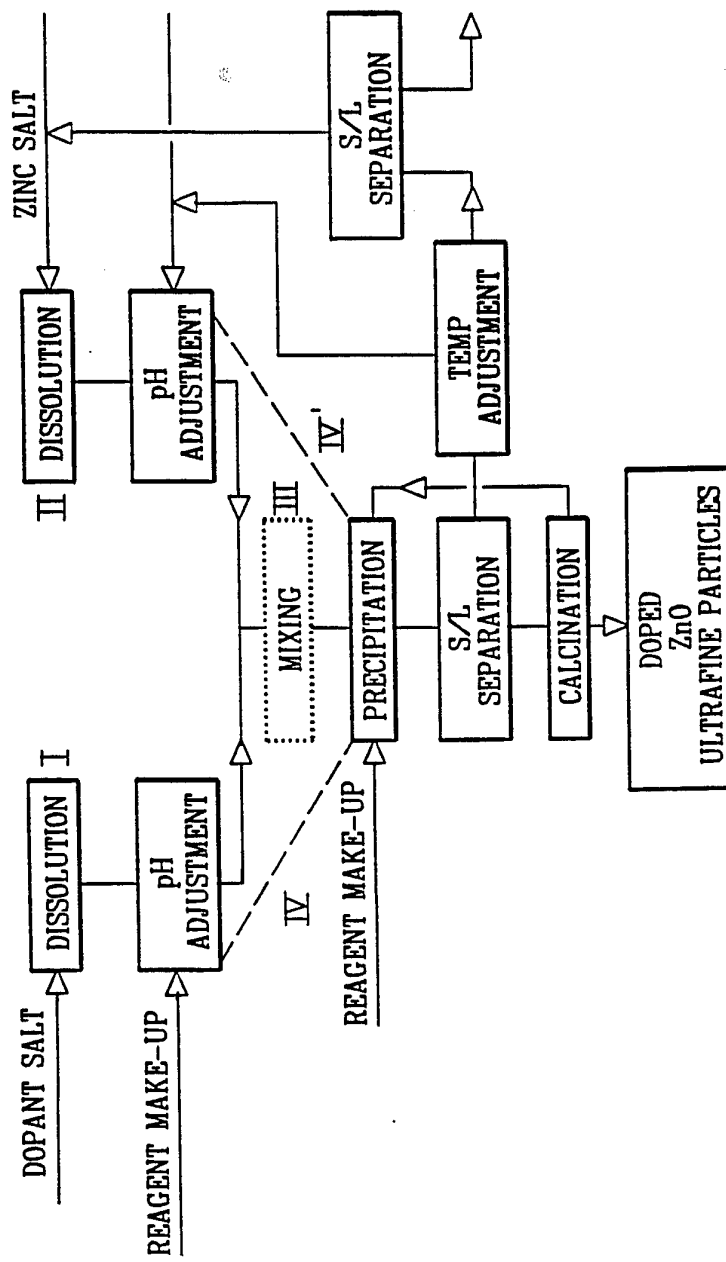 DOPANT SALT
DISSOLUTION
I
REAGENT MAKE-UP
pH
ADJUSTMENT
II
DISSOLUTION
ZINC SALT
pH
ADJUSTMENT
III
MIXING
IV
IV'
REAGENT MAKE-UP
PRECIPITATION
S/L
SEPARATION
TEMP
ADJUSTMENT
S/L
SEPARATION
CALCINATION
DOPED
ZnO
ULTRAFINE PARTICLES